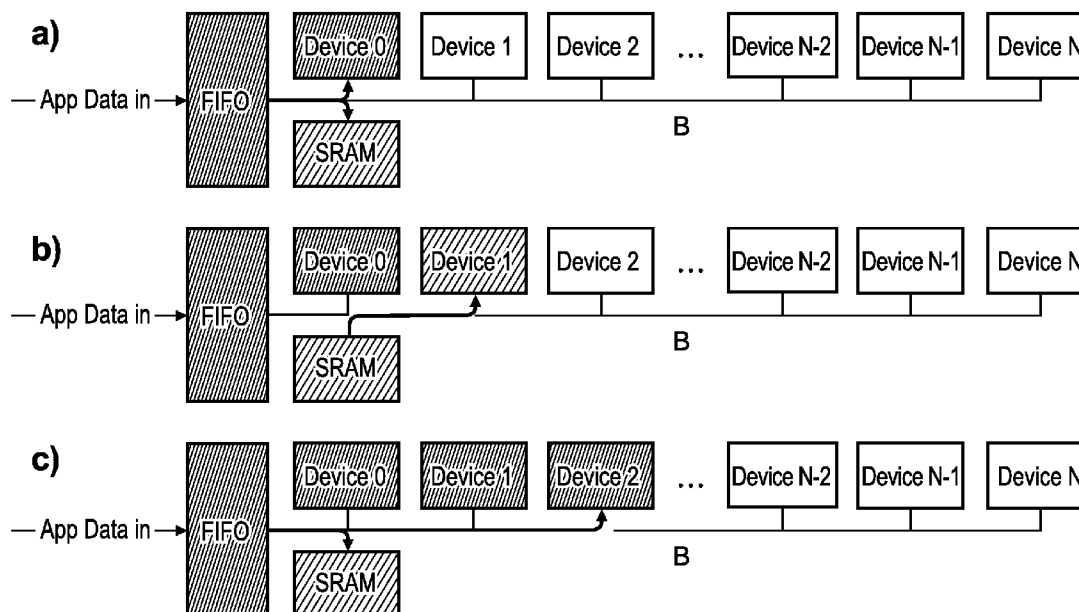 a)
Device 0 Device 1 Device 2 ... Device N-2 Device N-1 Device N
App Data in FIFO
B
SRAM
b)
Device 0 Device 1 Device 2 ... Device N-2 Device N-1 Device N
App Data in FIFO
B
SRAM
c)
Device 0 Device 1 Device 2 ... Device N-2 Device N-1 Device N
App Data in FIFO
B
SRAM